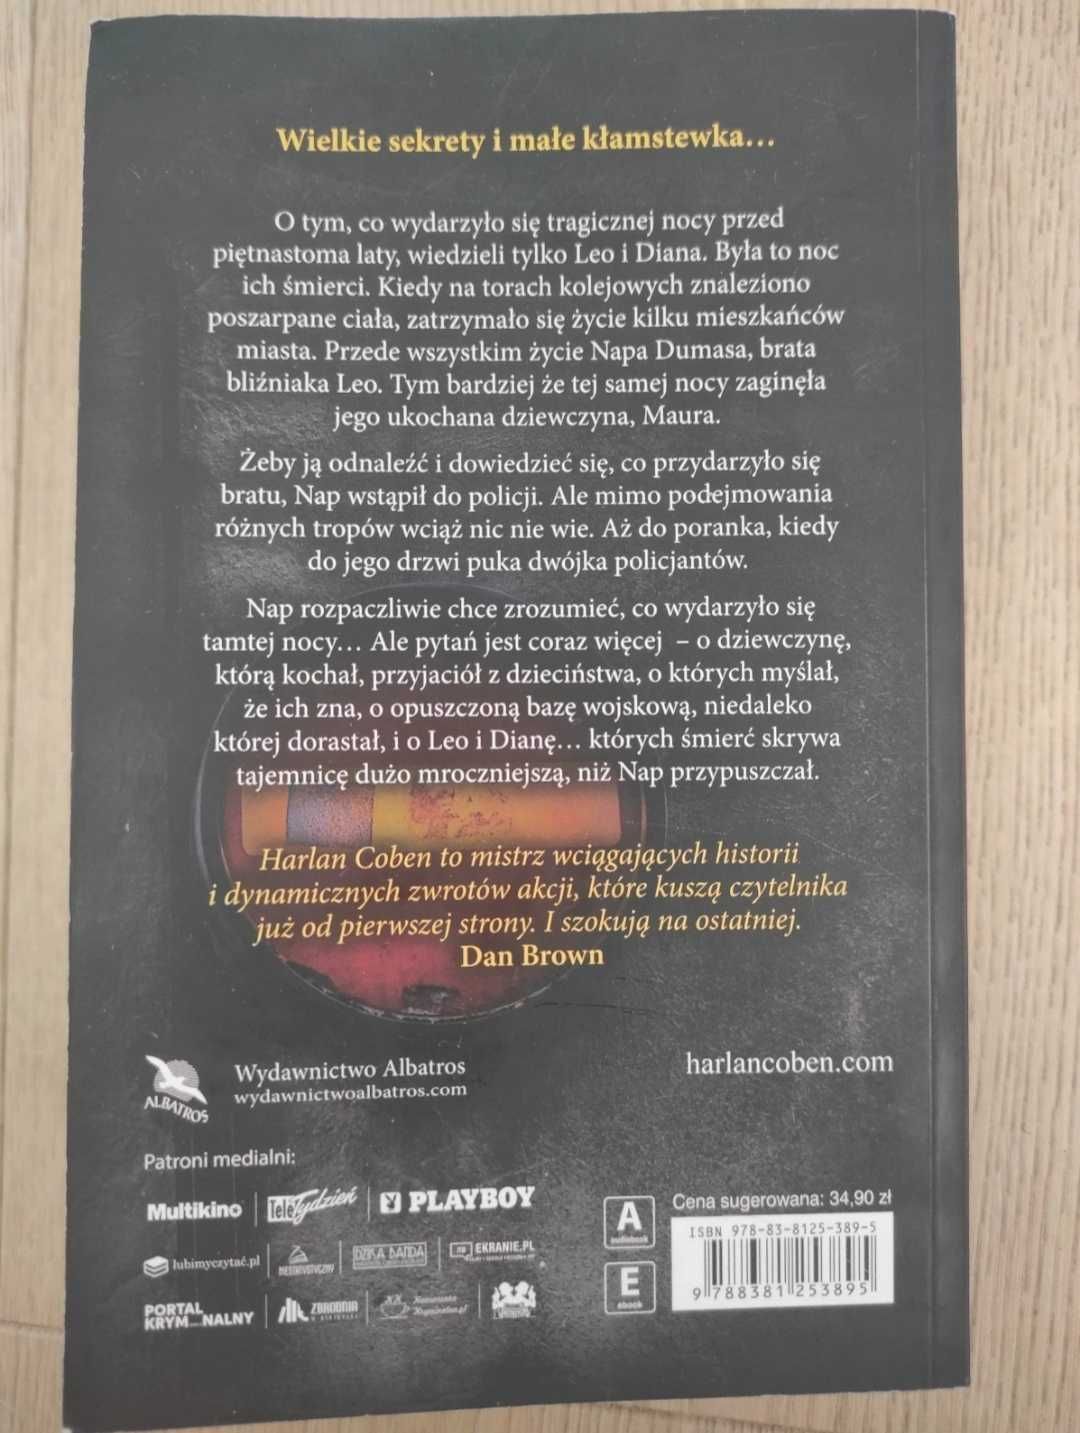 Wielkie sekrety i małe kłamstewka…
O tym, co wydarzyło się tragicznej nocy przed
piętnastoma laty, wiedzieli tylko Leo i Diana. Była to noc
ich śmierci. Kiedy na torach kolejowych znaleziono
poszarpane ciała, zatrzymało się życie kilku mieszkańców
miasta. Przede wszystkim życie Napa Dumasa, brata
bliźniaka Leo. Tym bardziej że tej samej nocy zaginęła
jego ukochana dziewczyna, Maura.
Żeby ją odnaleźć i dowiedzieć się, co przydarzyło się
bratu, Nap wstąpił do policji. Ale mimo podejmowania
różnych tropów wciąż nic nie wie. Aż do poranka, kiedy
do jego drzwi puka dwójka policjantów.
Nap rozpaczliwie chce zrozumieć, co wydarzyło się
tamtej nocy… Ale pytań jest coraz więcej – o dziewczynę,
którą kochał, przyjaciół z dzieciństwa, o których myślał,
że ich zna, o opuszczoną bazę wojskową, niedaleko
której dorastał, i o Leo i Dianę… których śmierć skrywa
tajemnicę dużo mroczniejszą, niż Nap przypuszczał.
Harlan Coben to mistrz wciągających historii
i dynamicznych zwrotów akcji, które kuszą czytelnika
już od pierwszej strony. I szokują na ostatniej.
Dan Brown
ALBATROS
Wydawnictwo Albatros
wydawnictwoalbatros.com
harlancoben.com
Patroni medialni:
Multikino
TeleTydzień
PLAYBOY
lubimyczytać.pl
DZIKA BANDA
na EKRANIE.PL
PORTAL
KRYM NALNY
ZBRODNIA
A
audiobook
E
ebook
Cena sugerowana: 34,90 zł
ISBN 978-83-8125-389-5
9 788381 253895